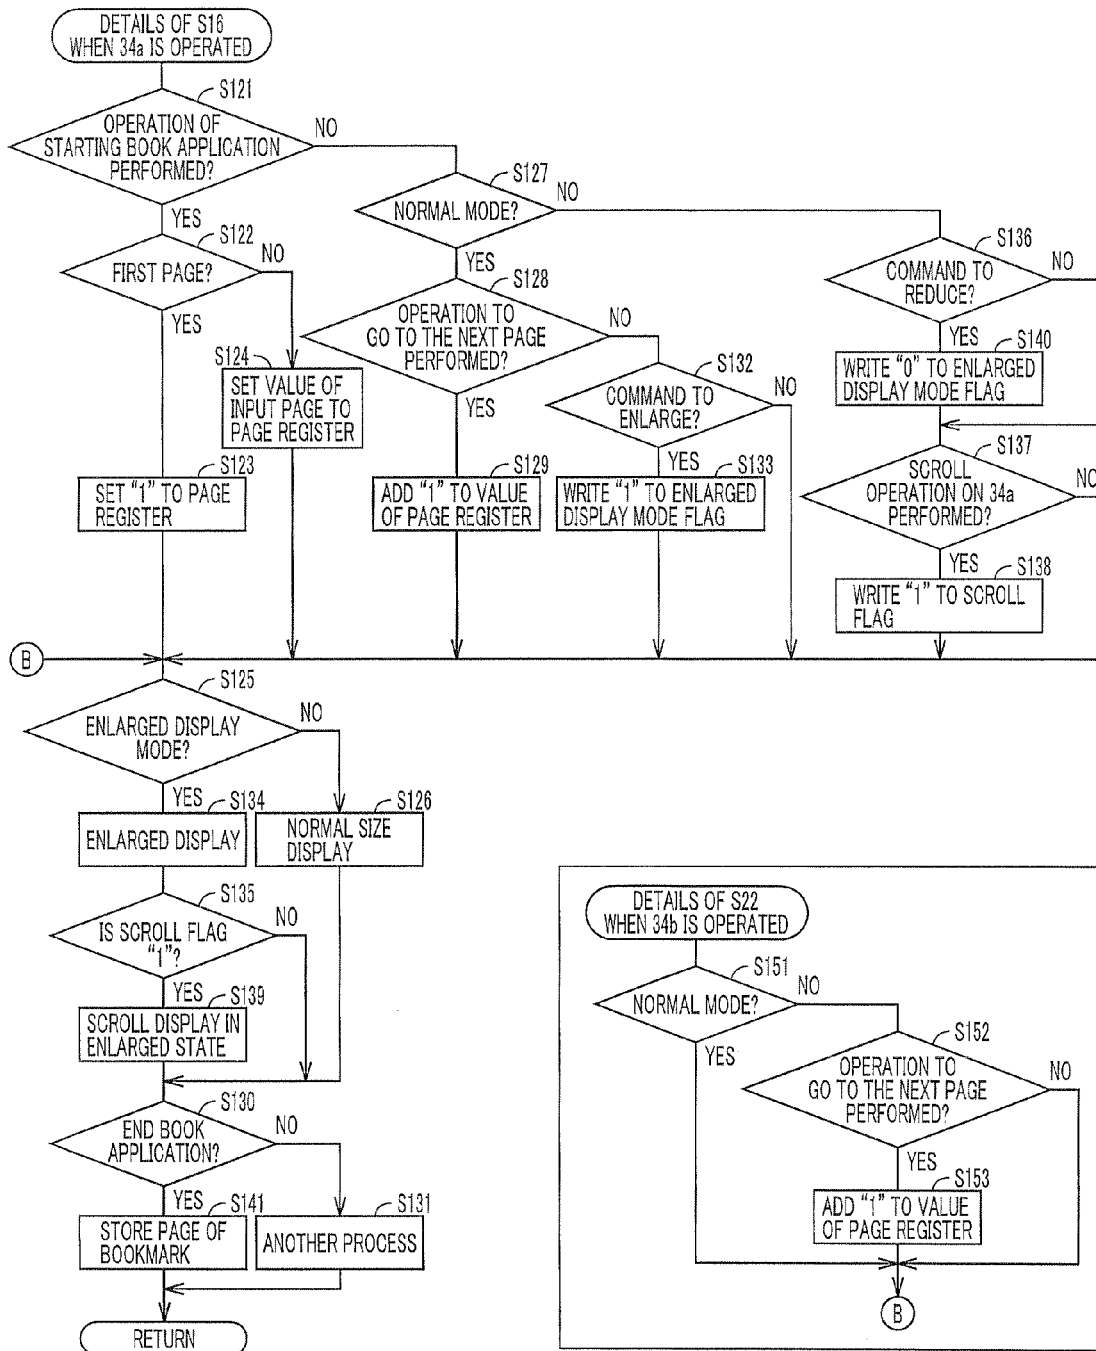 DETAILS OF S16
WHEN 34a IS OPERATED
S121
OPERATION OF
STARTING BOOK APPLICATION
PERFORMED?
NO
YES
S122
FIRST PAGE?
NO
YES
S124
SET VALUE OF
INPUT PAGE TO
PAGE REGISTER
S123
SET "1" TO PAGE
REGISTER
S127
NORMAL MODE?
NO
YES
S128
OPERATION TO
GO TO THE NEXT PAGE
PERFORMED?
NO
YES
S129
ADD "1" TO VALUE
OF PAGE REGISTER
S132
COMMAND TO
ENLARGE?
NO
YES
S133
WRITE "1" TO ENLARGED
DISPLAY MODE FLAG
S136
COMMAND TO
REDUCE?
NO
YES
S140
WRITE "0" TO ENLARGED
DISPLAY MODE FLAG
S137
SCROLL
OPERATION ON 34a
PERFORMED?
NO
YES
S138
WRITE "1" TO SCROLL
FLAG
B
S125
ENLARGED DISPLAY
MODE?
NO
YES
S134
ENLARGED DISPLAY
S126
NORMAL SIZE
DISPLAY
S135
IS SCROLL FLAG
"1"?
NO
YES
S139
SCROLL DISPLAY IN
ENLARGED STATE
S130
END BOOK
APPLICATION?
NO
YES
S141
STORE PAGE OF
BOOKMARK
S131
ANOTHER PROCESS
RETURN
DETAILS OF S22
WHEN 34b IS OPERATED
S151
NORMAL MODE?
NO
YES
S152
OPERATION TO
GO TO THE NEXT PAGE
PERFORMED?
NO
YES
S153
ADD "1" TO VALUE
OF PAGE REGISTER
B